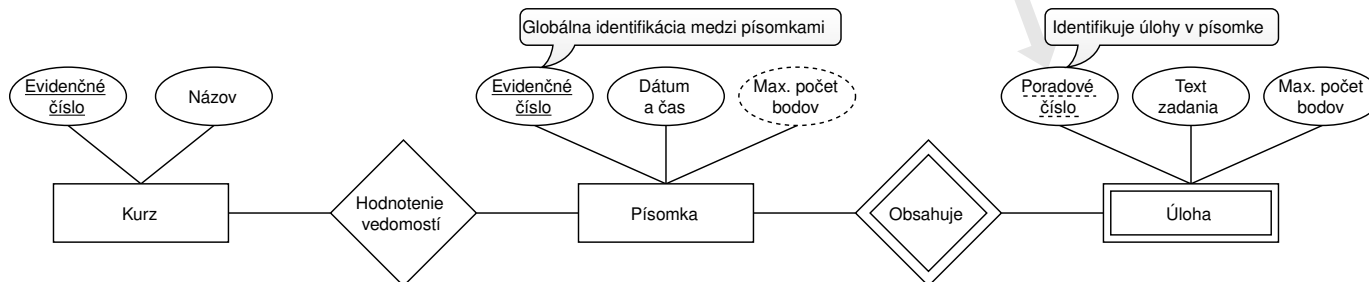 Globálna identifikácia medzi písomkami
Identifikuje úlohy v písomke
Evidenčné
číslo
Názov
Evidenčné
číslo
Dátum
a čas
Max. počet
bodov
Poradové
číslo
Text
zadania
Max. počet
bodov
Kurz
Hodnotenie
vedomostí
Písomka
Obsahuje
Úloha